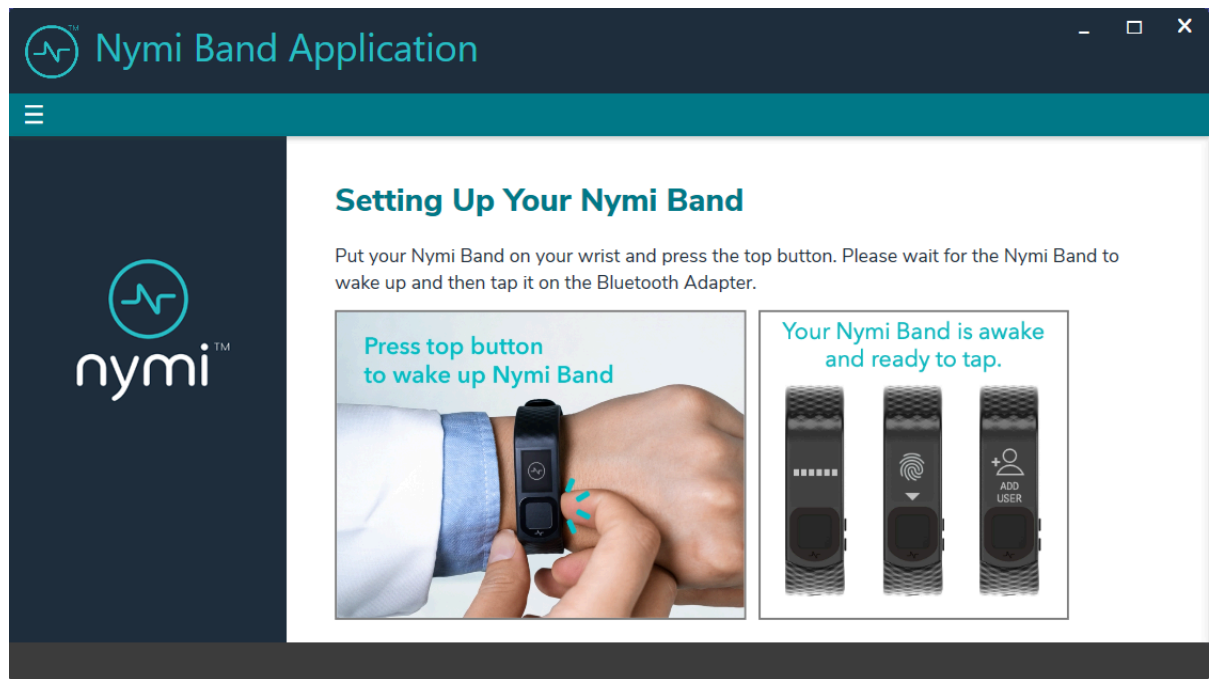 Nymi Band Application
TM
Setting Up Your Nymi Band
Put your Nymi Band on your wrist and press the top button. Please wait for the Nymi Band to
wake up and then tap it on the Bluetooth Adapter.
nymi™
Press top button
to wake up Nymi Band
Your Nymi Band is awake
and ready to tap.
ADD
USER